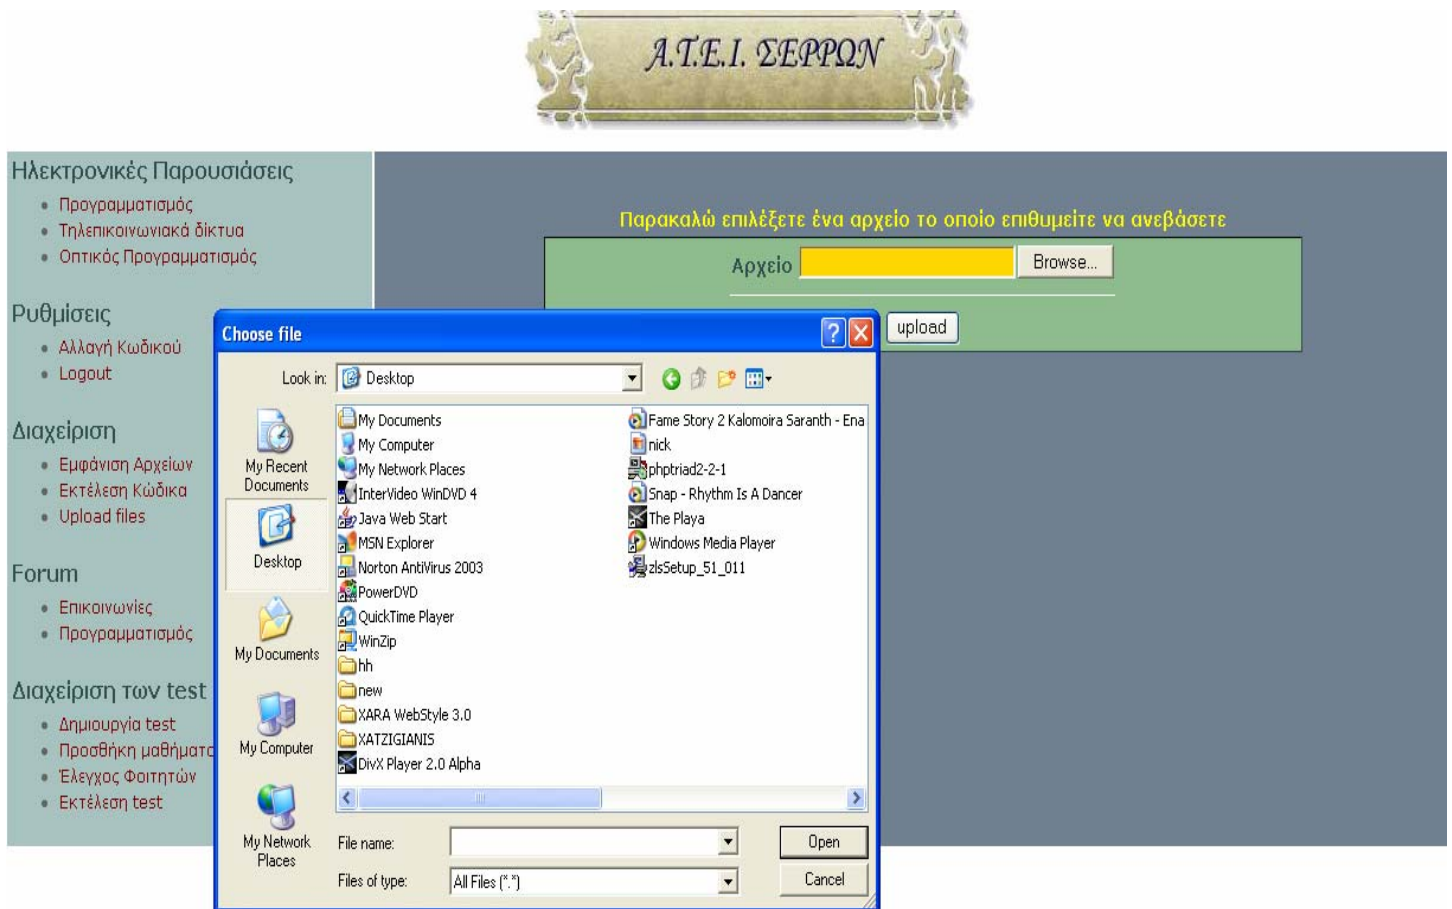 Α.Τ.Ε.Ι. ΣΕΡΡΩΝ
Ηλεκτρονικές Παρουσιάσεις
Προγραμματισμός
Τηλεπικοινωνιακά δίκτυα
Οπτικός Προγραμματισμός
Ρυθμίσεις
Αλλαγή Κωδικού
Logout
Διαχείριση
Εμφάνιση Αρχείων
Εκτέλεση Κώδικα
Upload files
Forum
Επικοινωνίες
Προγραμματισμός
Διαχείριση των test
Δημιουργία test
Προσθήκη μαθήματο
Έλεγχος Φοιτητών
Εκτέλεση test
Παρακαλώ επιλέξετε ένα αρχείο το οποίο επιθυμείτε να ανεβάσετε
Αρχείο Browse...
upload
Choose file
Look in: Desktop
My Recent
Documents
Desktop
My Documents
My Computer
My Network
Places
My Documents
My Computer
My Network Places
InterVideo WinDVD 4
Java Web Start
MSN Explorer
Norton AntiVirus 2003
PowerDVD
QuickTime Player
WinZip
hh
new
XARA WebStyle 3.0
XATZIGIANIS
DivX Player 2.0 Alpha
Fame Story 2 Kalomoira Saranth - Ena
nick
phptriad2-2-1
Snap - Rhythm Is A Dancer
The Playa
Windows Media Player
zlsSetup_51_011
File name: Open
Files of type: All Files (*.*) Cancel